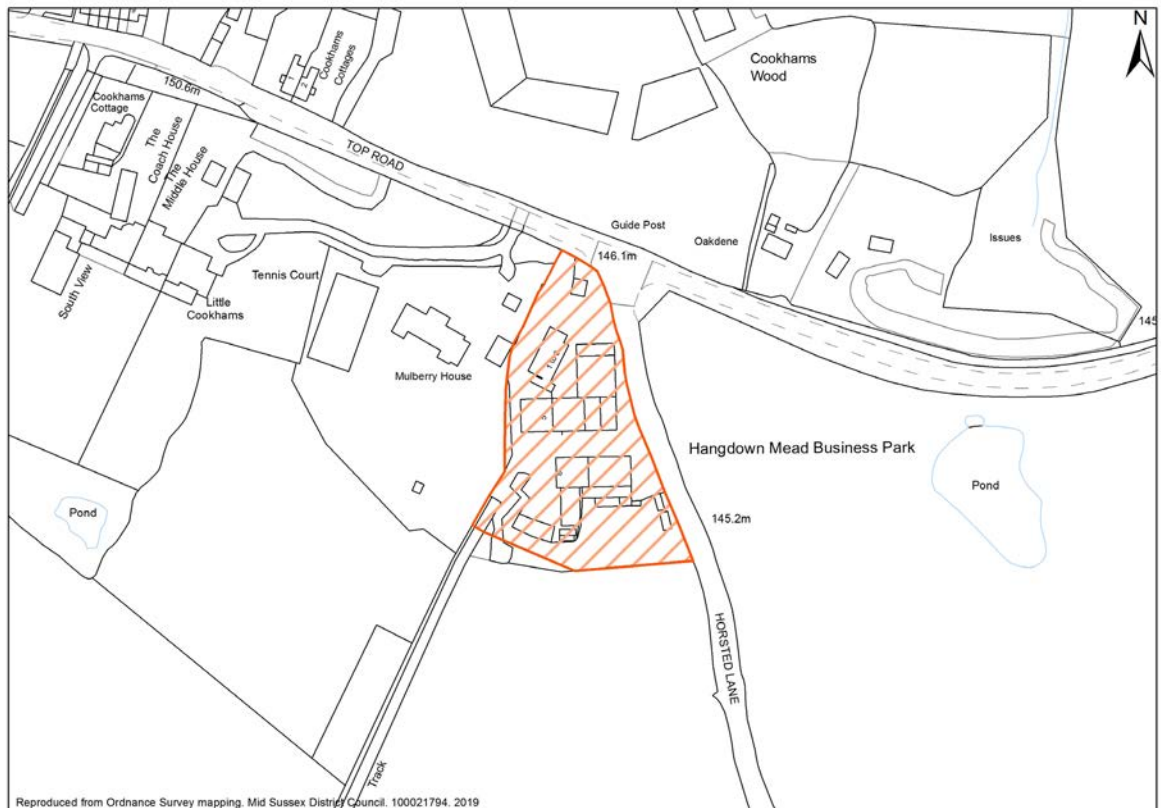 N
Cookhams
Wood
1
2
Cookhams
Cottages
150.6m
Cookhams
Cottage
The
Coach House
The
Middle House
TOP ROAD
Guide Post
Oakdene
Issues
146.1m
145
South View
Little
Cookhams
Tennis Court
Mulberry House
Hangdown Mead Business Park
Pond
Pond
145.2m
HORSTED LANE
Track
Reproduced from Ordnance Survey mapping. Mid Sussex District Council. 100021794. 2019